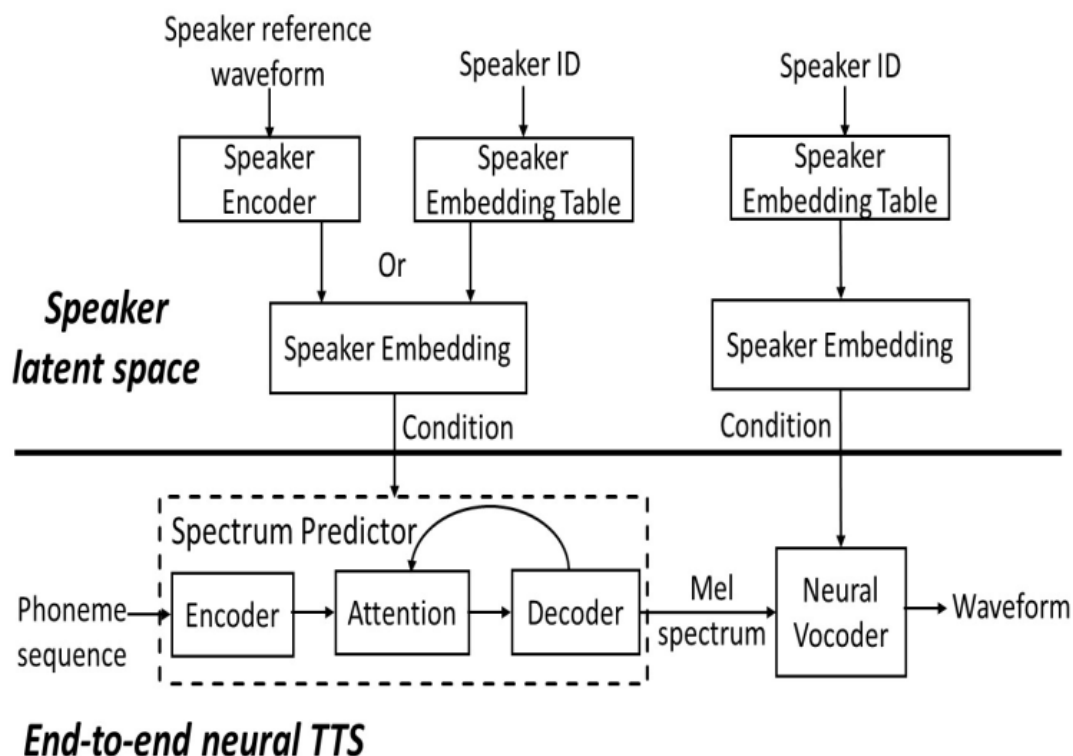 Speaker reference
waveform
Speaker ID
Speaker ID
Speaker
Encoder
Speaker
Embedding Table
Speaker
Embedding Table
Or
Speaker
latent space
Speaker Embedding
Speaker Embedding
Condition
Condition
Spectrum Predictor
Phoneme
sequence
Encoder
Attention
Decoder
Mel
spectrum
Neural
Vocoder
Waveform
End-to-end neural TTS